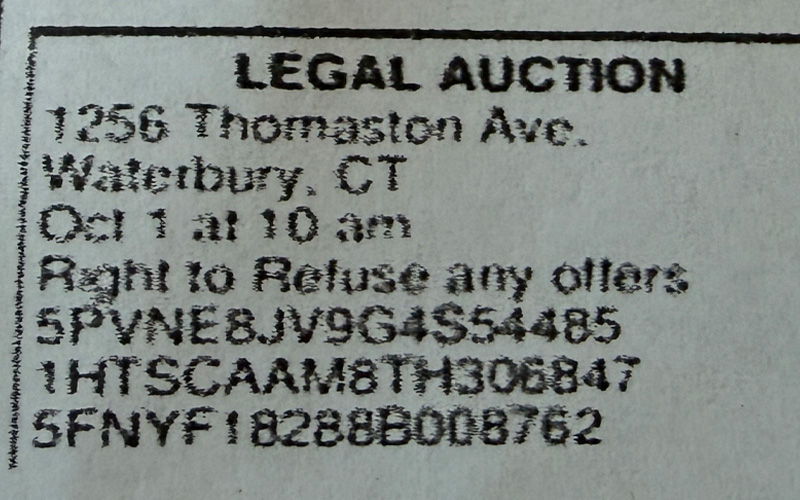 LEGAL AUCTION
1256 Thomaston Ave.
Waterbury, CT
Oct 1 at 10 am
Right to Refuse any offers
5PVNE8JV9G4S54485
1HTSCAAM8TH306847
5FNYF18288B008762